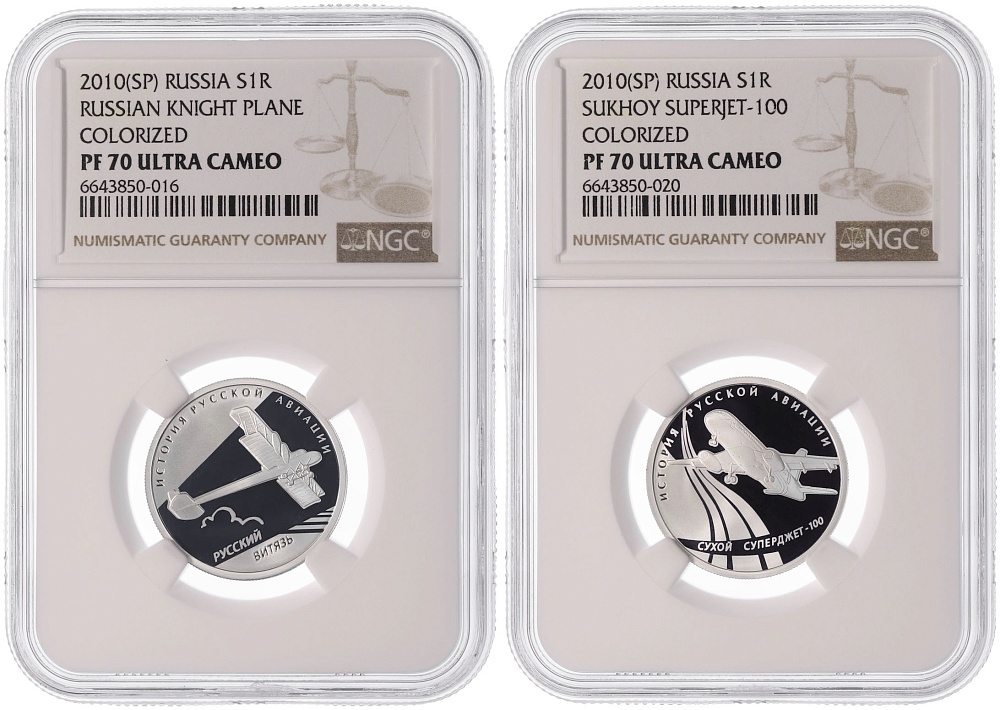 2010(SP) RUSSIA S1R
RUSSIAN KNIGHT PLANE
COLORIZED
PF 70 ULTRA CAMEO
6643850-016
NUMISMATIC GUARANTY COMPANY
NGC®
ИСТОРИЯ РУССКОЙ АВИАЦИИ
РУССКИЙ
ВИТЯЗЬ
2010(SP) RUSSIA S1R
SUKHOY SUPERJET-100
COLORIZED
PF 70 ULTRA CAMEO
6643850-020
NUMISMATIC GUARANTY COMPANY
NGC®
ИСТОРИЯ РУССКОЙ АВИАЦИИ
СУХОЙ СУПЕРДЖЕТ-100